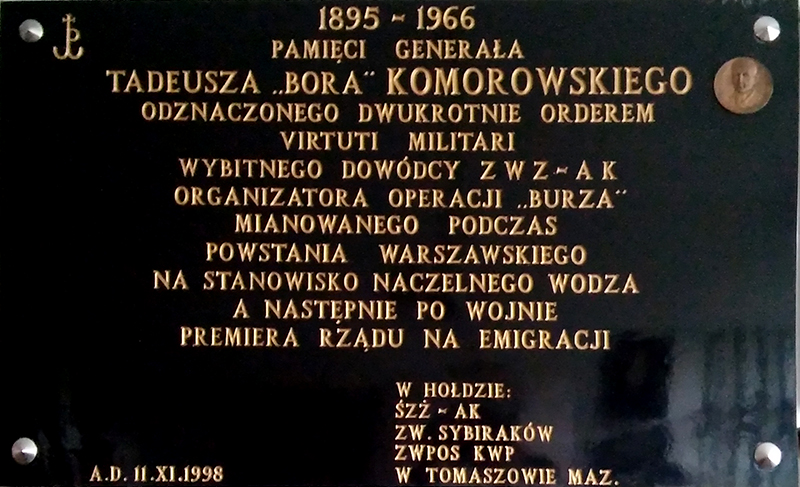 1895 - 1966
PAMIĘCI GENERAŁA
TADEUSZA „BORA” KOMOROWSKIEGO
ODZNACZONEGO DWUKROTNIE ORDEREM
VIRTUTI MILITARI
WYBITNEGO DOWÓDCY Z W Z - A K
ORGANIZATORA OPERACJI „BURZA”
MIANOWANEGO PODCZAS
POWSTANIA WARSZAWSKIEGO
NA STANOWISKO NACZELNEGO WODZA
A NASTĘPNIE PO WOJNIE
PREMIERA RZĄDU NA EMIGRACJI
W HOŁDZIE:
ŚZŻ - AK
ZW. SYBIRAKÓW
ZWPOS KWP
W TOMASZOWIE MAZ.
A.D. 11.XI.1998